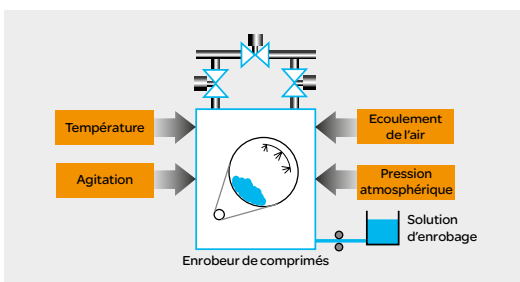 Température
Ecoulement
de l'air
Agitation
Pression
atmosphérique
Solution
d'enrobage
Enrobeur de comprimés